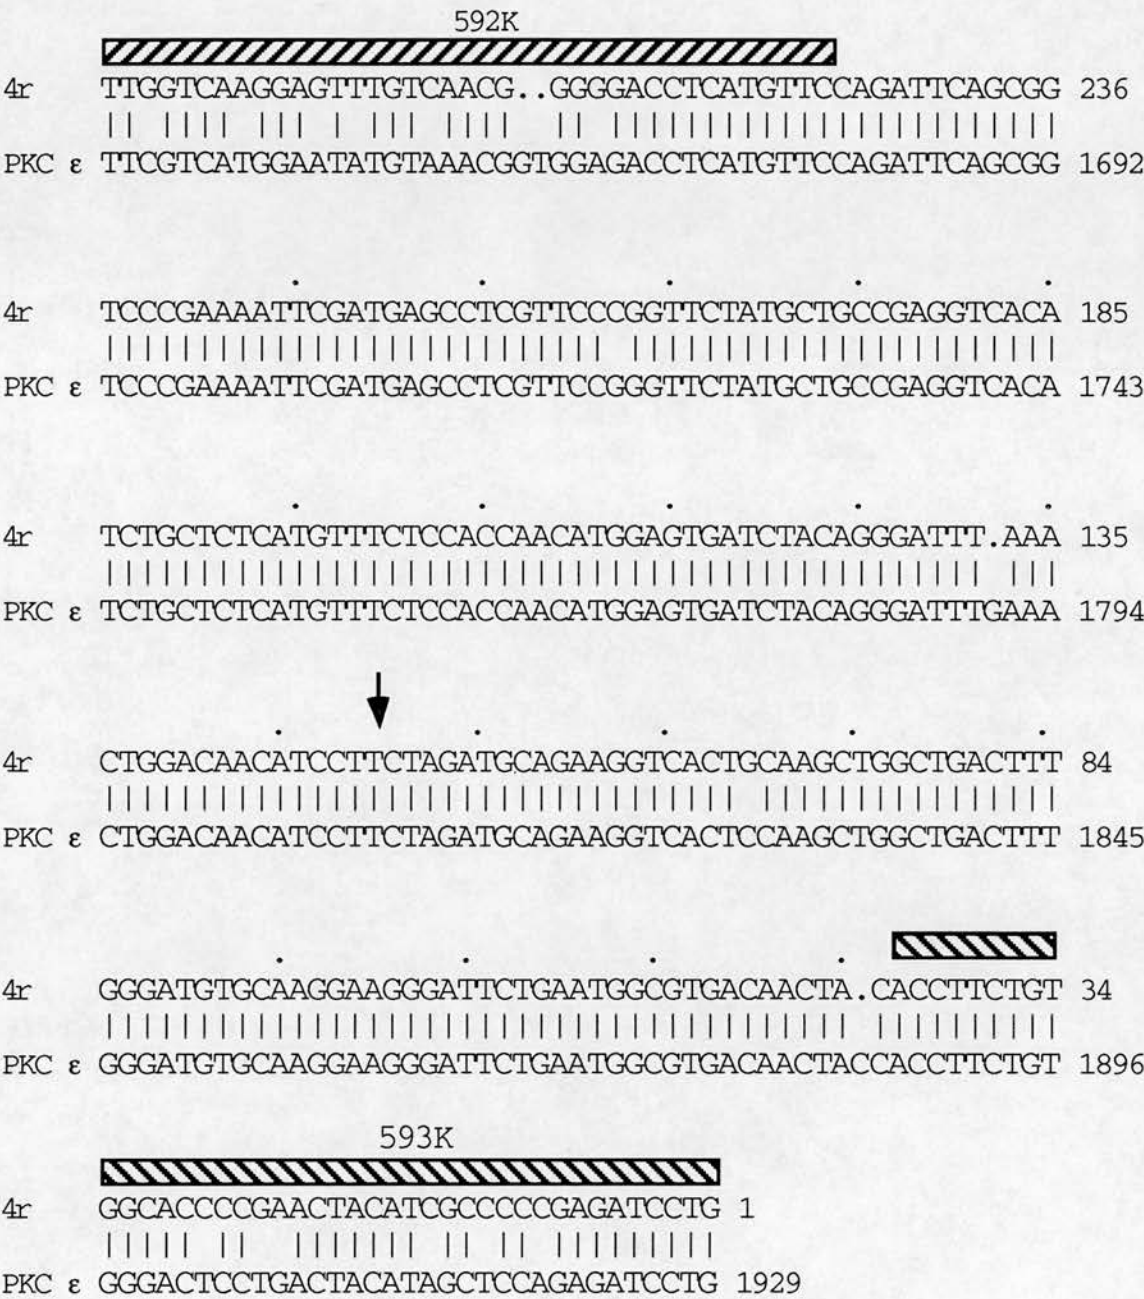 592K
4r TTGGTCAAGGAGTTTGTCAACG..GGGGACCTCATGTTCCAGATTCAGCGG 236
PKC ε TTCGTCATGGAATATGTAAACGGTGGAGACCTCATGTTCCAGATTCAGCGG 1692
4r TCCCGAAAATTCGATGAGCCTCGTTCCCGGTTCTATGCTGCCGAGGTCACA 185
PKC ε TCCCGAAAATTCGATGAGCCTCGTTCCGGGTTCTATGCTGCCGAGGTCACA 1743
4r TCTGCTCTCATGTTTCTCCACCAACATGGAGTGATCTACAGGGATTT.AAA 135
PKC ε TCTGCTCTCATGTTTCTCCACCAACATGGAGTGATCTACAGGGATTTGAAA 1794
4r CTGGACAACATCCTTCTAGATGCAGAAGGTCACTGCAAGCTGGCTGACTTT 84
PKC ε CTGGACAACATCCTTCTAGATGCAGAAGGTCACTCCAAGCTGGCTGACTTT 1845
4r GGGATGTGCAAGGAAGGGATTCTGAATGGCGTGACAACTA.CACCTTCTGT 34
PKC ε GGGATGTGCAAGGAAGGGATTCTGAATGGCGTGACAACTACCACCTTCTGT 1896
593K
4r GGCACCCCGAACTACATCGCCCCCGAGATCCTG 1
PKC ε GGGACTCCTGACTACATAGCTCCAGAGATCCTG 1929